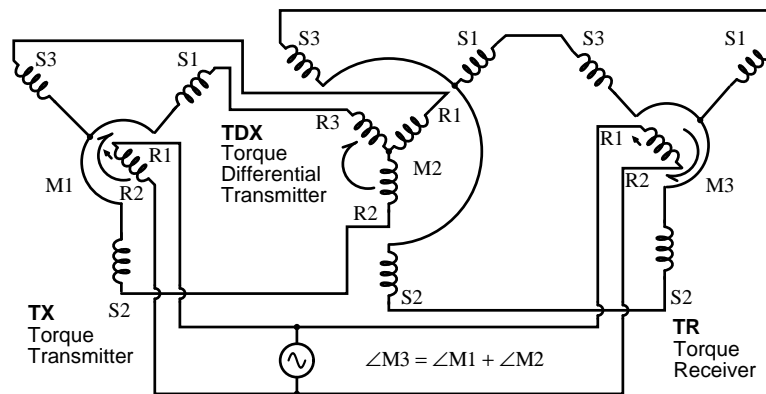 S3
S1
S3
S1
S3
S1
R3
R1
TDX
Torque
Differential
Transmitter
R1
R1
M1
R2
M2
R2
M3
R2
S2
S2
S2
TX
Torque
Transmitter
∠M3 = ∠M1 + ∠M2
TR
Torque
Receiver